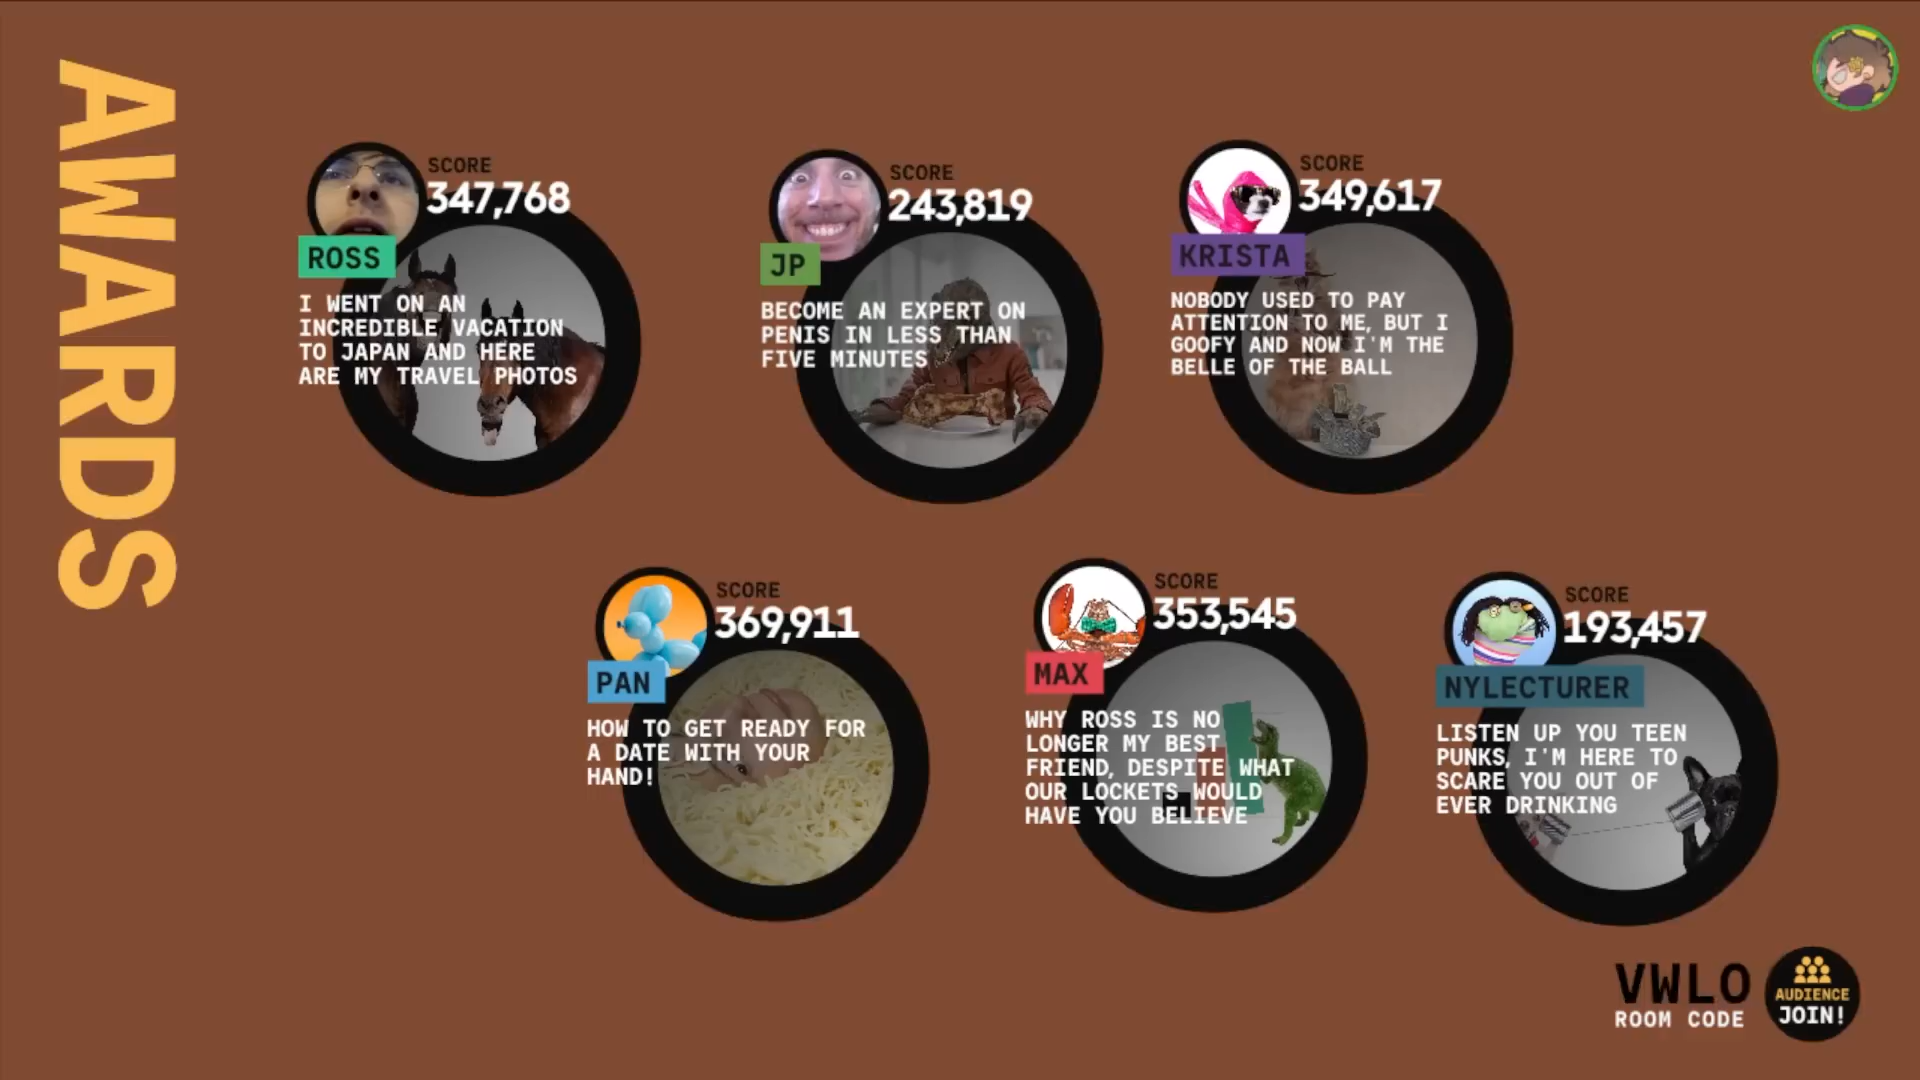 AWARDS
SCORE
347,768
ROSS
I WENT ON AN
INCREDIBLE VACATION
TO JAPAN AND HERE
ARE MY TRAVEL PHOTOS
SCORE
243,819
JP
BECOME AN EXPERT ON
PENIS IN LESS THAN
FIVE MINUTES
SCORE
349,617
KRISTA
NOBODY USED TO PAY
ATTENTION TO ME, BUT I
GOOFY AND NOW I'M THE
BELLE OF THE BALL
SCORE
369,911
PAN
HOW TO GET READY FOR
A DATE WITH YOUR
HAND!
SCORE
353,545
MAX
WHY ROSS IS NO
LONGER MY BEST
FRIEND, DESPITE WHAT
OUR LOCKETS WOULD
HAVE YOU BELIEVE
SCORE
193,457
NYLECTURER
LISTEN UP YOU TEEN
PUNKS, I'M HERE TO
SCARE YOU OUT OF
EVER DRINKING
VWLO
ROOM CODE
AUDIENCE
JOIN!